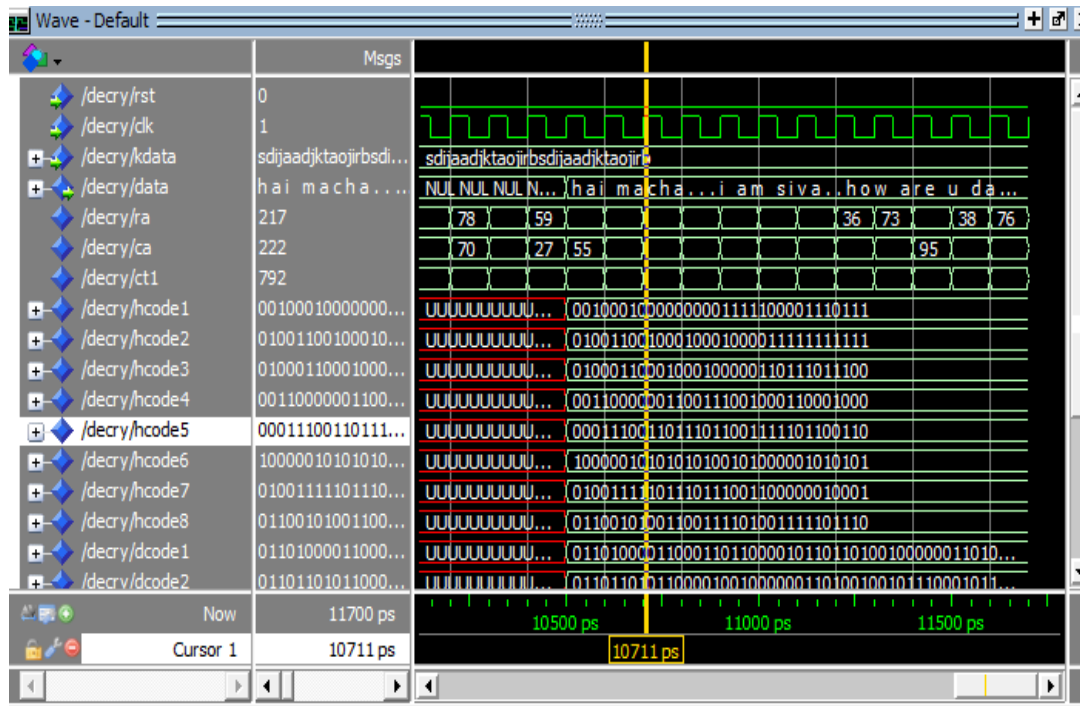 Wave - Default
Msgs
/decry/rst 0
/decry/clk 1
/decry/kdata sdijaadjktaojirbsdi... sdijaadjktaojirbsdijaadjktaojirb
/decry/data hai macha.... NUL NUL NUL N... hai macha...i am siva..how are u da...
/decry/ra 217 78 59 36 73 38 76
/decry/ca 222 70 27 55 95
/decry/ct1 792
/decry/hcode1 00100010000000... UUUUUUUUUU... 00100010000000001111100001110111
/decry/hcode2 01001100100010... UUUUUUUUUU... 01001100100010001000011111111111
/decry/hcode3 01000110001000... UUUUUUUUUU... 01000110001000100000110111011100
/decry/hcode4 00110000001100... UUUUUUUUUU... 00110000001100111001000110001000
/decry/hcode5 00011100110111... UUUUUUUUUU... 00011100110111011001111101100110
/decry/hcode6 10000010101010... UUUUUUUUUU... 10000010101010100101000001010101
/decry/hcode7 01001111101110... UUUUUUUUUU... 01001111101110111001100000010001
/decry/hcode8 01100101001100... UUUUUUUUUU... 01100101001100111101001111101110
/decry/dcode1 01101000011000... UUUUUUUUUU... 0110100001100001101100001011011010010000001101 0...
/decry/dcode2 01101101011000... UUUUUUUUUU...
Now 11700 ps 10500 ps 11000 ps 11500 ps
Cursor 1 10711 ps 10711 ps